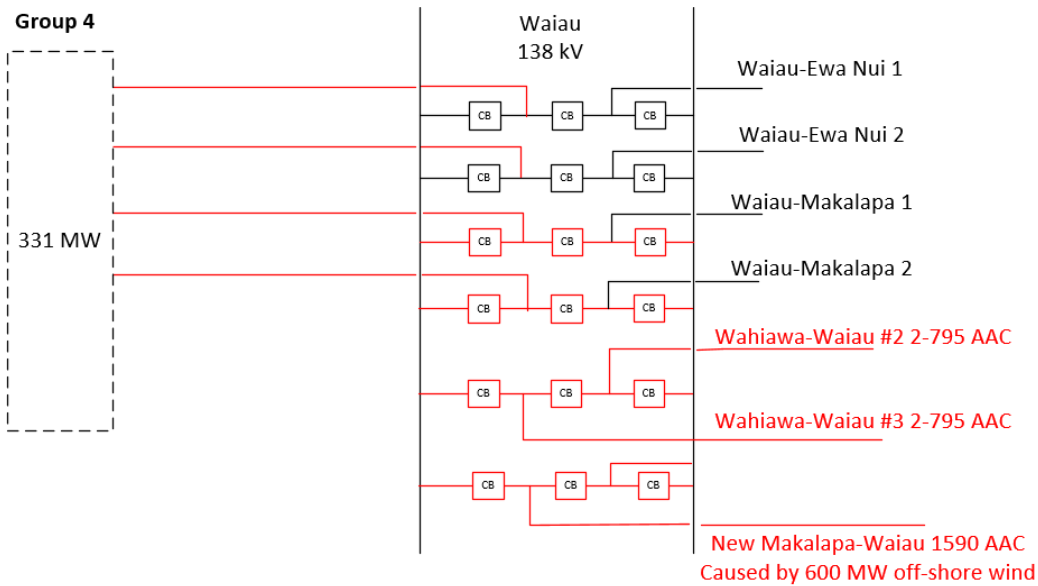 Group 4
Waiau
138 kV
331 MW
Waiau-Ewa Nui 1
CB CB CB
Waiau-Ewa Nui 2
CB CB CB
Waiau-Makalapa 1
CB CB CB
Waiau-Makalapa 2
CB CB CB
Wahiawa-Waiau #2 2-795 AAC
CB CB CB
Wahiawa-Waiau #3 2-795 AAC
CB CB CB
New Makalapa-Waiau 1590 AAC
Caused by 600 MW off-shore wind